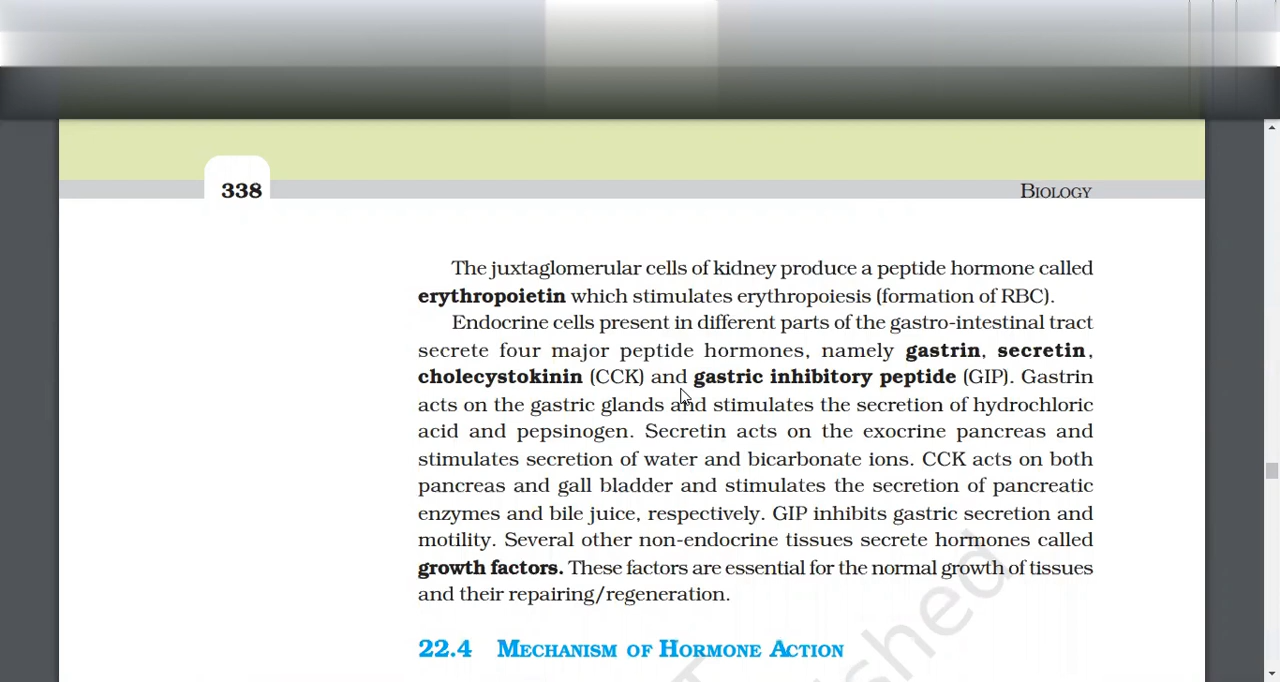 338
BIOLOGY
The juxtaglomerular cells of kidney produce a peptide hormone called
erythropoietin which stimulates erythropoiesis (formation of RBC).
Endocrine cells present in different parts of the gastro-intestinal tract
secrete four major peptide hormones, namely gastrin, secretin,
cholecystokinin (CCK) and gastric inhibitory peptide (GIP). Gastrin
acts on the gastric glands and stimulates the secretion of hydrochloric
acid and pepsinogen. Secretin acts on the exocrine pancreas and
stimulates secretion of water and bicarbonate ions. CCK acts on both
pancreas and gall bladder and stimulates the secretion of pancreatic
enzymes and bile juice, respectively. GIP inhibits gastric secretion and
motility. Several other non-endocrine tissues secrete hormones called
growth factors. These factors are essential for the normal growth of tissues
and their repairing/regeneration.
22.4 MECHANISM OF HORMONE ACTION